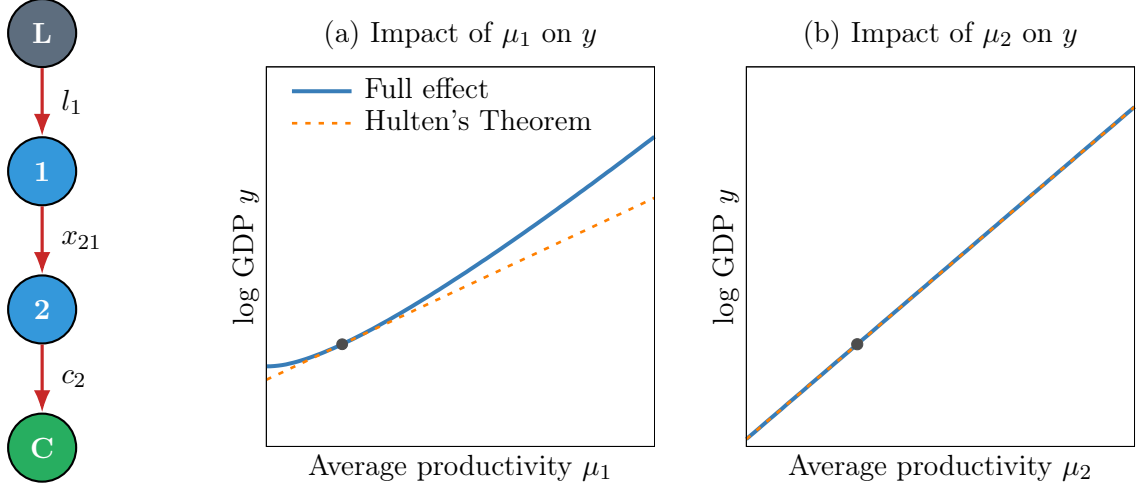 L
l₁
1
x₂₁
2
c₂
C
(a) Impact of μ₁ on y
Full effect
Hulten's Theorem
log GDP y
Average productivity μ₁
(b) Impact of μ₂ on y
log GDP y
Average productivity μ₂